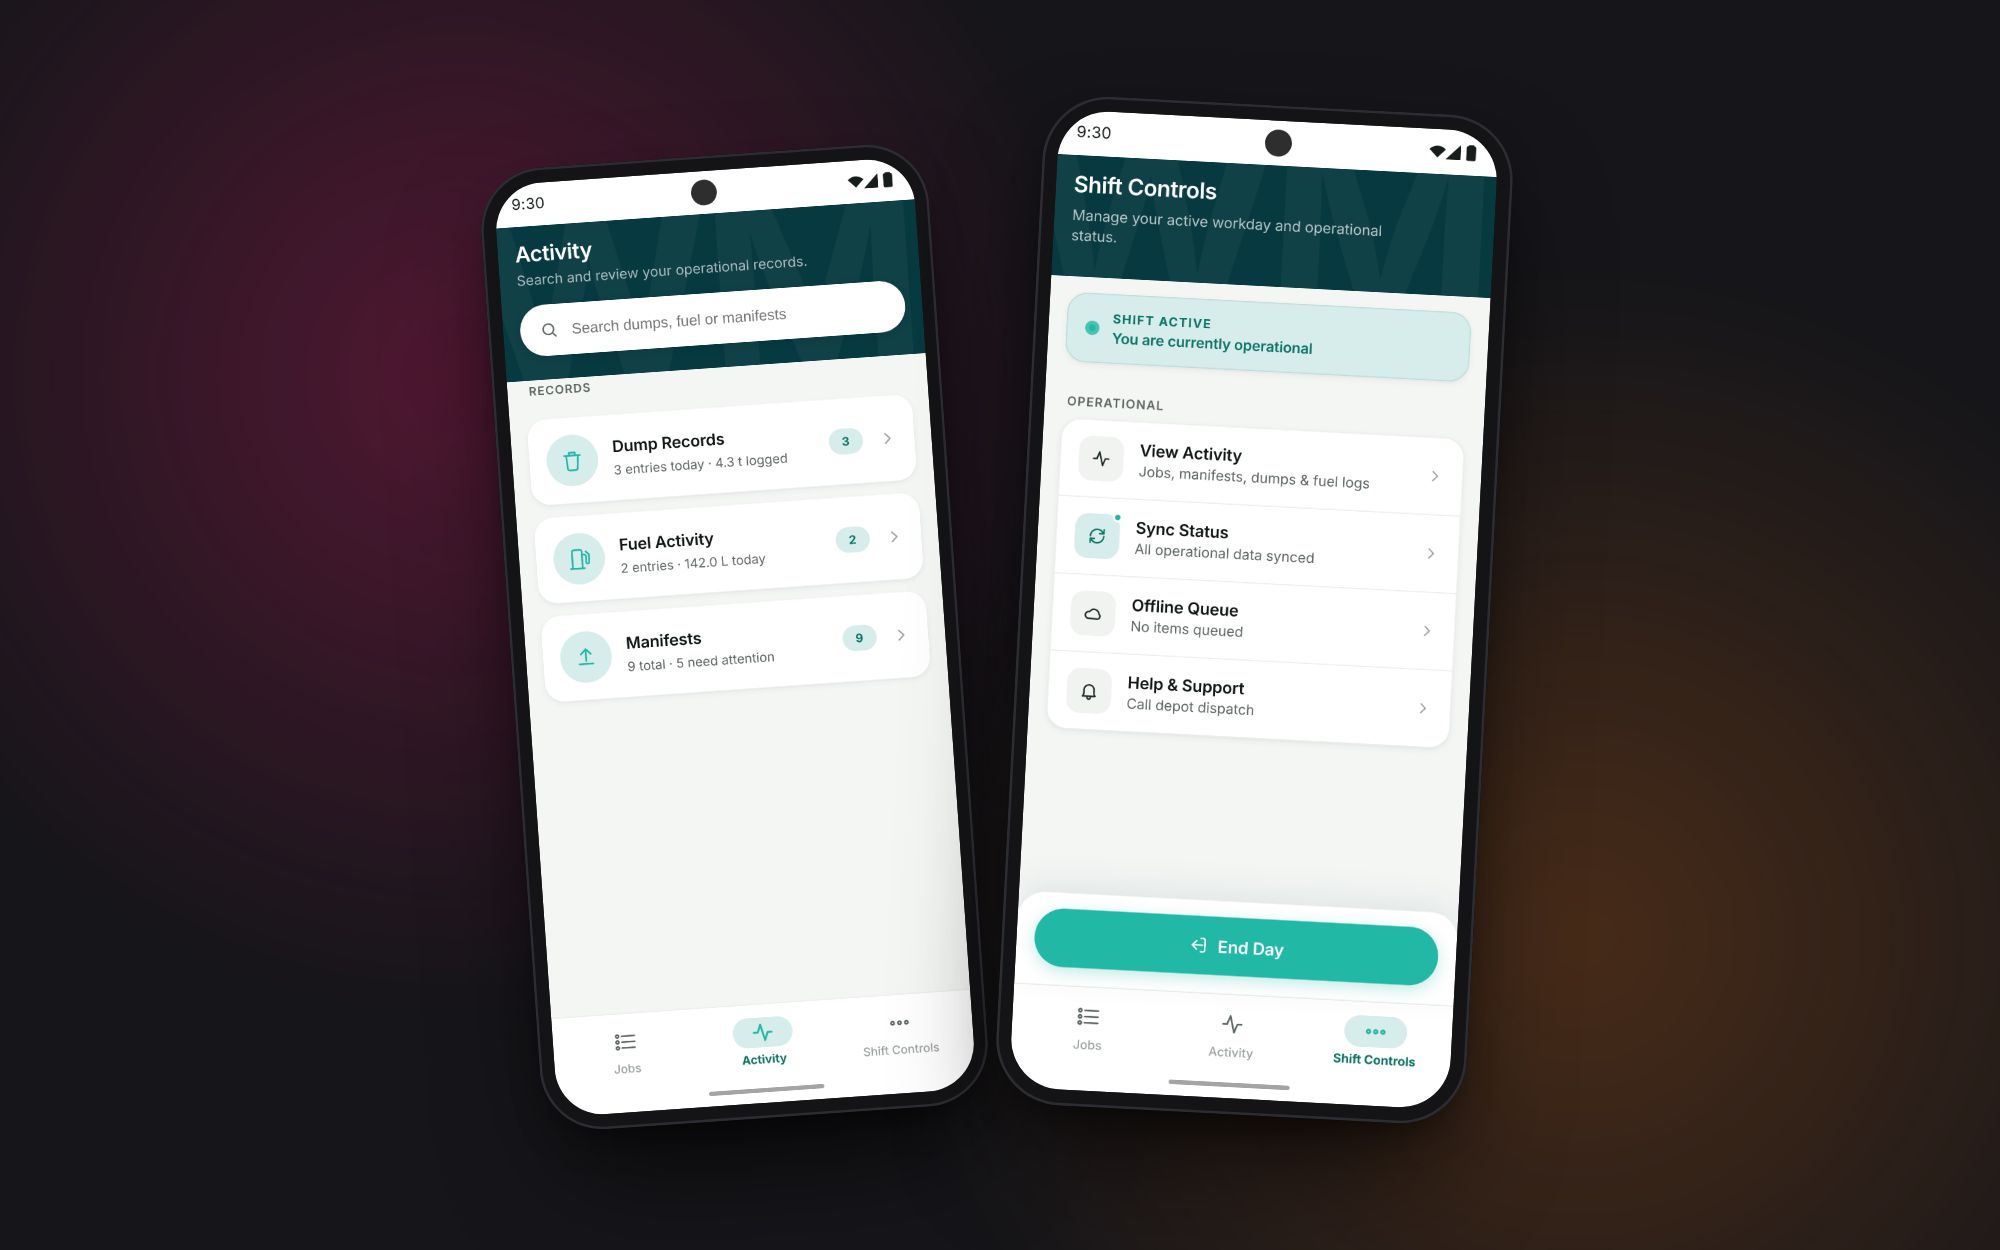 9:30
Activity
Search and review your operational records.
Search dumps, fuel or manifests
RECORDS
Dump Records
3 entries today · 4.3 t logged
3
Fuel Activity
2 entries · 142.0 L today
2
Manifests
9 total · 5 need attention
9
Jobs
Activity
Shift Controls
9:30
WM
Shift Controls
Manage your active workday and operational
status.
SHIFT ACTIVE
You are currently operational
OPERATIONAL
View Activity
Jobs, manifests, dumps & fuel logs
Sync Status
All operational data synced
Offline Queue
No items queued
Help & Support
Call depot dispatch
End Day
Jobs
Activity
Shift Controls